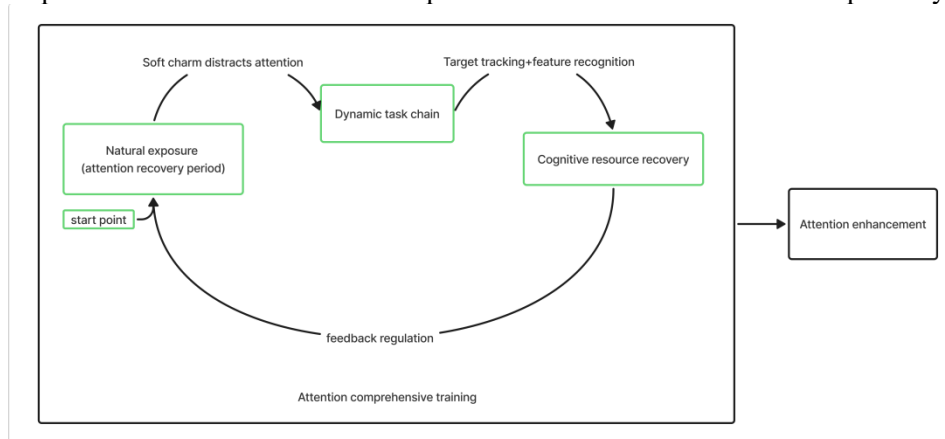 Soft charm distracts attention
Target tracking+feature recognition
Dynamic task chain
Natural exposure
(attention recovery period)
Cognitive resource recovery
start point
Attention enhancement
feedback regulation
Attention comprehensive training